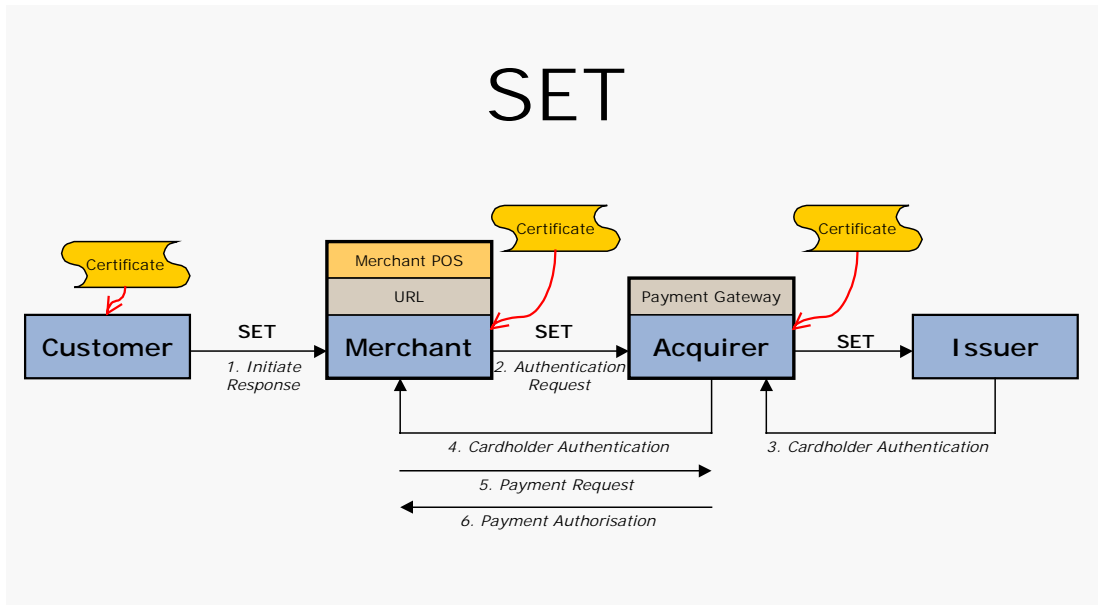 SET
Certificate
Certificate
Certificate
Merchant POS
URL
Payment Gateway
Customer
SET
Merchant
SET
Acquirer
SET
Issuer
1. Initiate
Response
2. Authentication
Request
4. Cardholder Authentication
3. Cardholder Authentication
5. Payment Request
6. Payment Authorisation